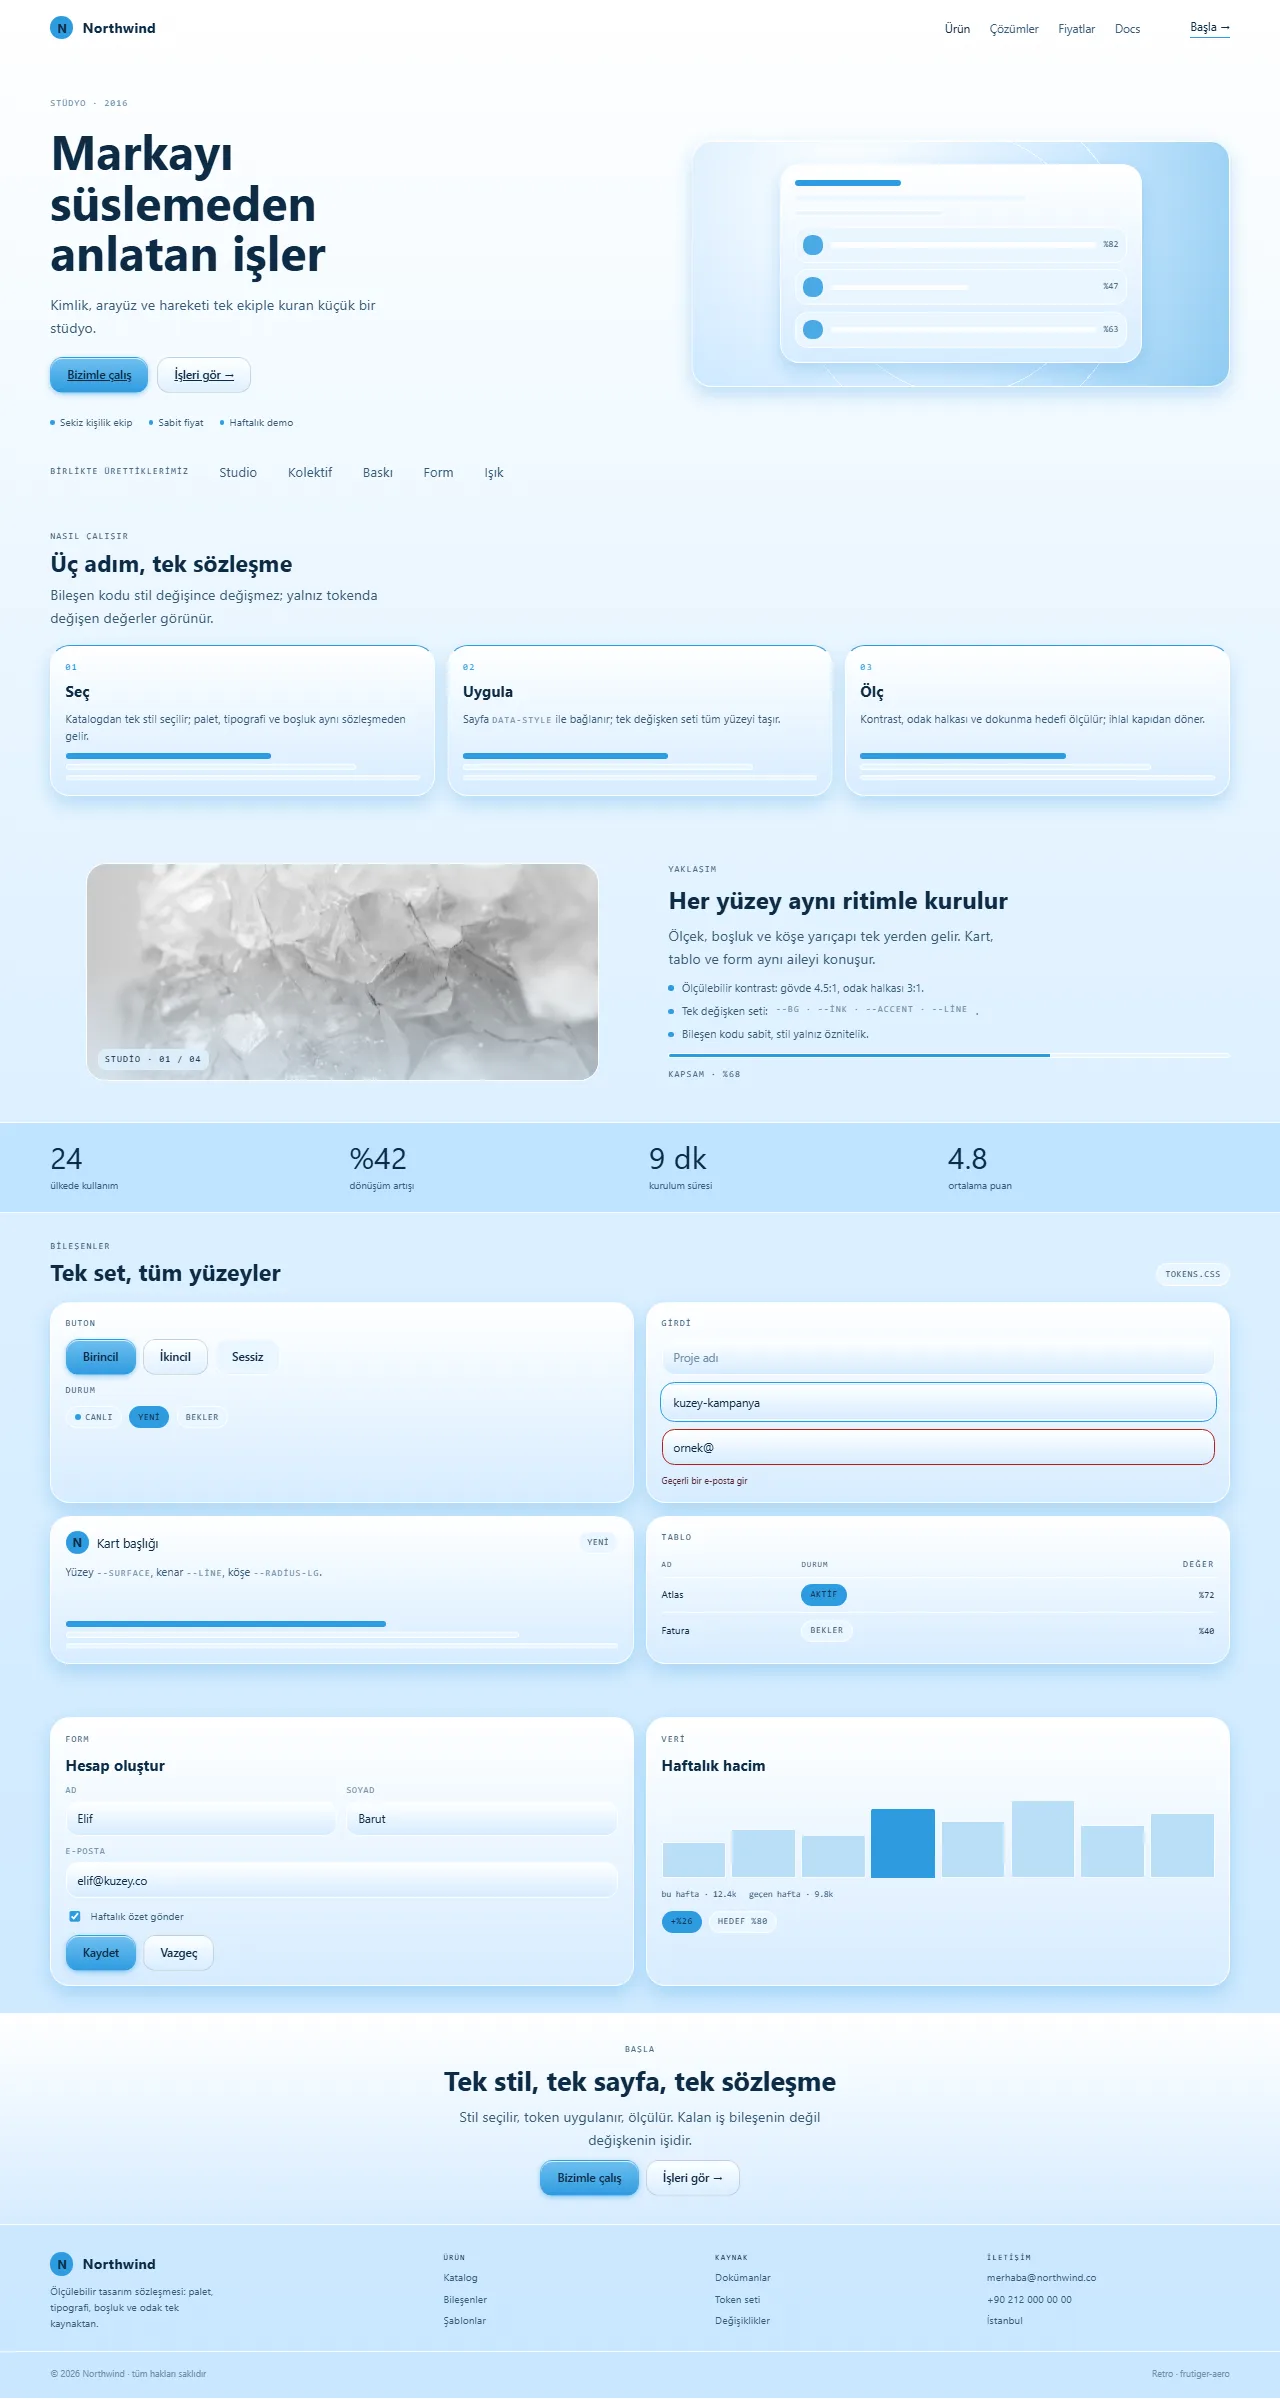 N Northwind
Ürün Çözümler Fiyatlar Docs Başla →
STÜDYO · 2016
Markayı
süslemeden
anlatan işler
Kimlik, arayüz ve hareketi tek ekiple kuran küçük bir
stüdyo.
Bizimle çalış İşleri gör →
Sekiz kişilik ekip Sabit fiyat Haftalık demo
%82
%47
%63
BİRLİKTE ÜRETTİKLERİMİZ Studio Kolektif Baskı Form Işık
NASIL ÇALIŞIR
Üç adım, tek sözleşme
Bileşen kodu stil değişince değişmez; yalnız tokenda
değişen değerler görünür.
01
Seç
Katalogdan tek stil seçilir; palet, tipografi ve boşluk aynı sözleşmeden
gelir.
02
Uygula
Sayfa DATA-STYLE ile bağlanır; tek değişken seti tüm yüzeyi taşır.
03
Ölç
Kontrast, odak halkası ve dokunma hedefi ölçülür; ihlal kapıdan döner.
STUDİO · 01 / 04
YAKLAŞIM
Her yüzey aynı ritimle kurulur
Ölçek, boşluk ve köşe yarıçapı tek yerden gelir. Kart,
tablo ve form aynı aileyi konuşur.
Ölçülebilir kontrast: gövde 4.5:1, odak halkası 3:1.
Tek değişken seti: --BG · --İNK · --ACCENT · --LİNE .
Bileşen kodu sabit, stil yalnız öznitelik.
KAPSAM · %68
24
ülkede kullanım
%42
dönüşüm artışı
9 dk
kurulum süresi
4.8
ortalama puan
BİLEŞENLER
Tek set, tüm yüzeyler
TOKENS.CSS
BUTON
Birincil İkincil Sessiz
DURUM
CANLI YENİ BEKLER
GİRDİ
Proje adı
kuzey-kampanya
ornek@
Geçerli bir e-posta gir
N Kart başlığı YENİ
Yüzey --SURFACE, kenar --LİNE, köşe --RADİUS-LG.
TABLO
AD DURUM DEĞER
Atlas AKTİF %72
Fatura BEKLER %40
FORM
Hesap oluştur
AD SOYAD
Elif Barut
E-POSTA
elif@kuzey.co
Haftalık özet gönder
Kaydet Vazgeç
VERİ
Haftalık hacim
bu hafta · 12.4k geçen hafta · 9.8k
+%26 HEDEF %80
BAŞLA
Tek stil, tek sayfa, tek sözleşme
Stil seçilir, token uygulanır, ölçülür. Kalan iş bileşenin değil
değişkenin işidir.
Bizimle çalış İşleri gör →
N Northwind
Ölçülebilir tasarım sözleşmesi: palet,
tipografi, boşluk ve odak tek
kaynaktan.
ÜRÜN
Katalog
Bileşenler
Şablonlar
KAYNAK
Dokümanlar
Token seti
Değişiklikler
İLETİŞİM
merhaba@northwind.co
+90 212 000 00 00
İstanbul
© 2026 Northwind · tüm hakları saklıdır
Retro · frutiger-aero